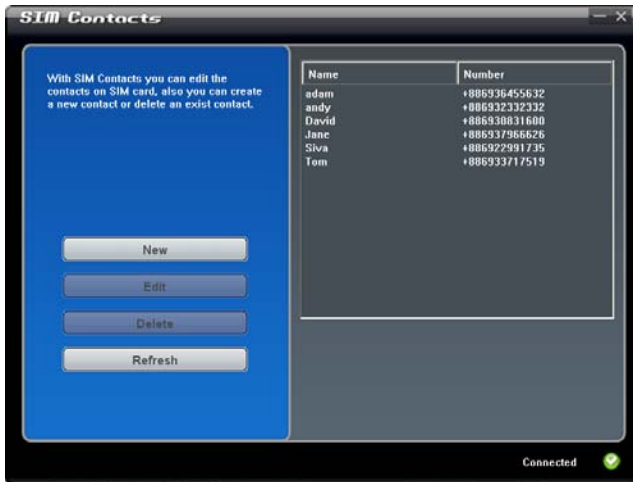 SIM Contacts
With SIM Contacts you can edit the
contacts on SIM card, also you can create
a new contact or delete an exist contact.
New
Edit
Delete
Refresh
Name Number
adam +886936455632
andy +886932332332
David +886930831600
Jane +886937966626
Siva +886922991735
Tom +886933717519
Connected